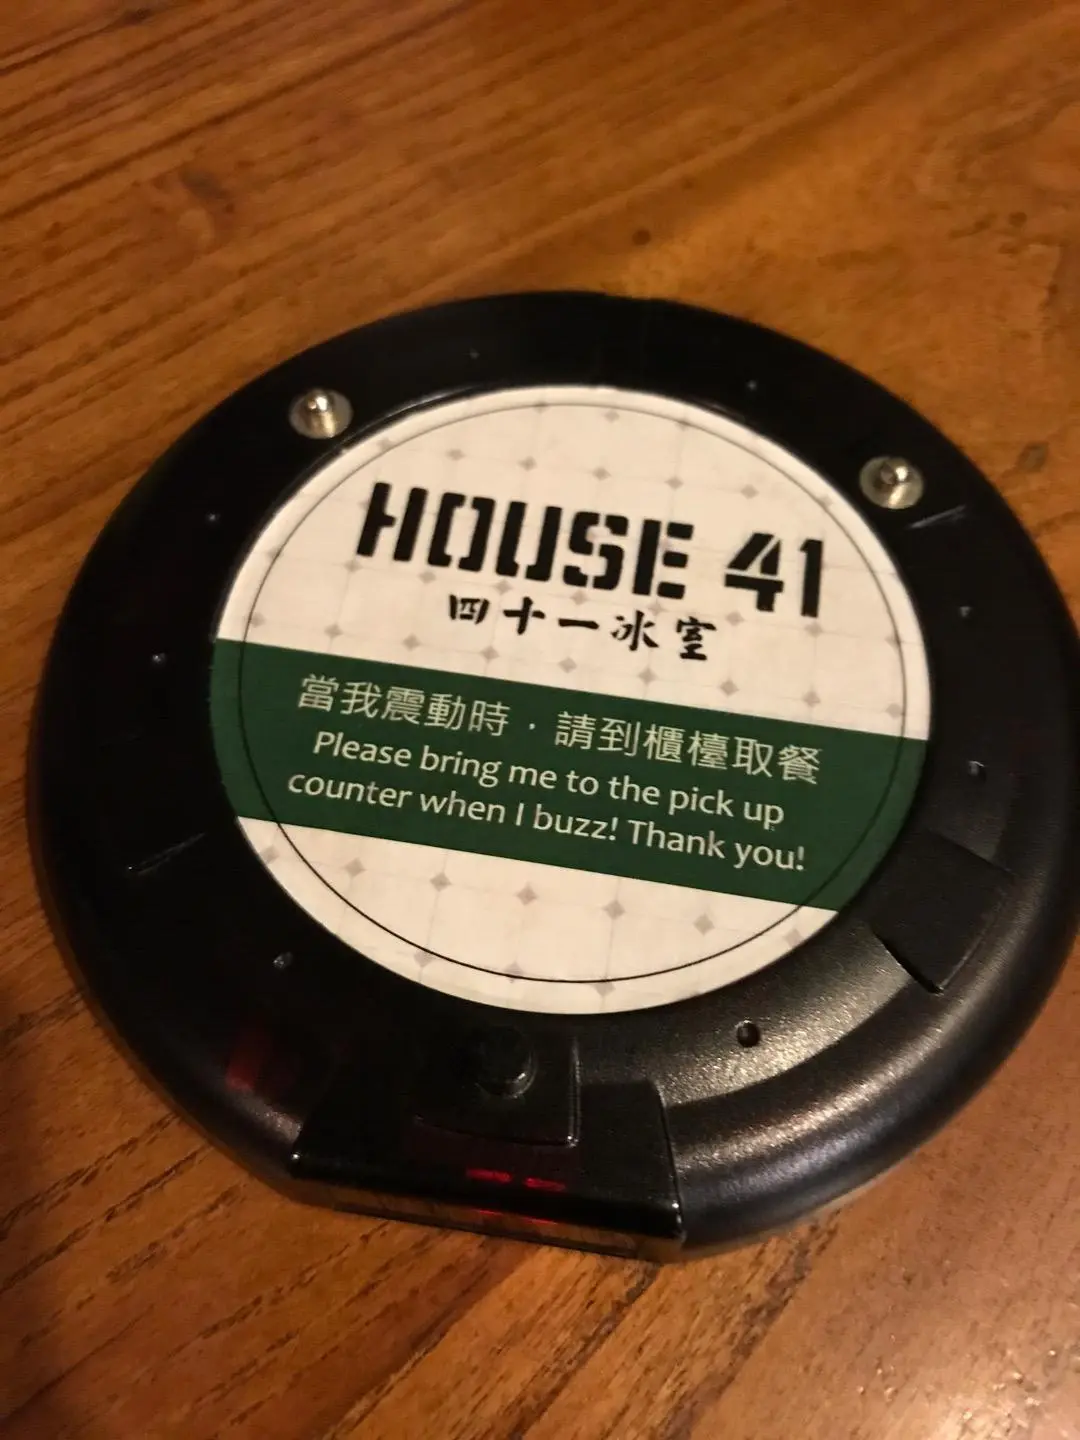 HOUSE 41
四十一冰室
當我震動時，請到櫃檯取餐
Please bring me to the pick up
counter when I buzz! Thank you!